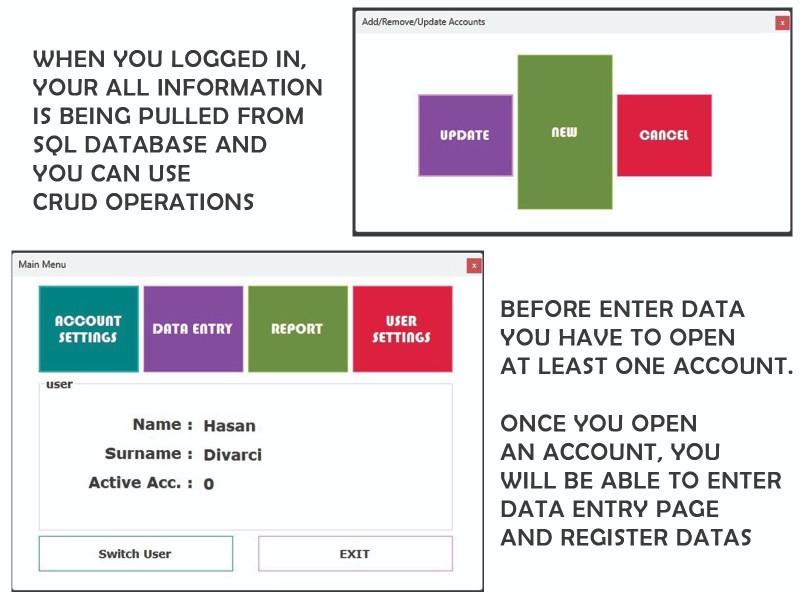 WHEN YOU LOGGED IN,
YOUR ALL INFORMATION
IS BEING PULLED FROM
SQL DATABASE AND
YOU CAN USE
CRUD OPERATIONS
Add/Remove/Update Accounts
x
UPDATE
NEW
CANCEL
Main Menu
x
ACCOUNT
SETTINGS
DATA ENTRY
REPORT
USER
SETTINGS
user
Name : Hasan
Surname : Divarci
Active Acc. : 0
Switch User
EXIT
BEFORE ENTER DATA
YOU HAVE TO OPEN
AT LEAST ONE ACCOUNT.
ONCE YOU OPEN
AN ACCOUNT, YOU
WILL BE ABLE TO ENTER
DATA ENTRY PAGE
AND REGISTER DATAS